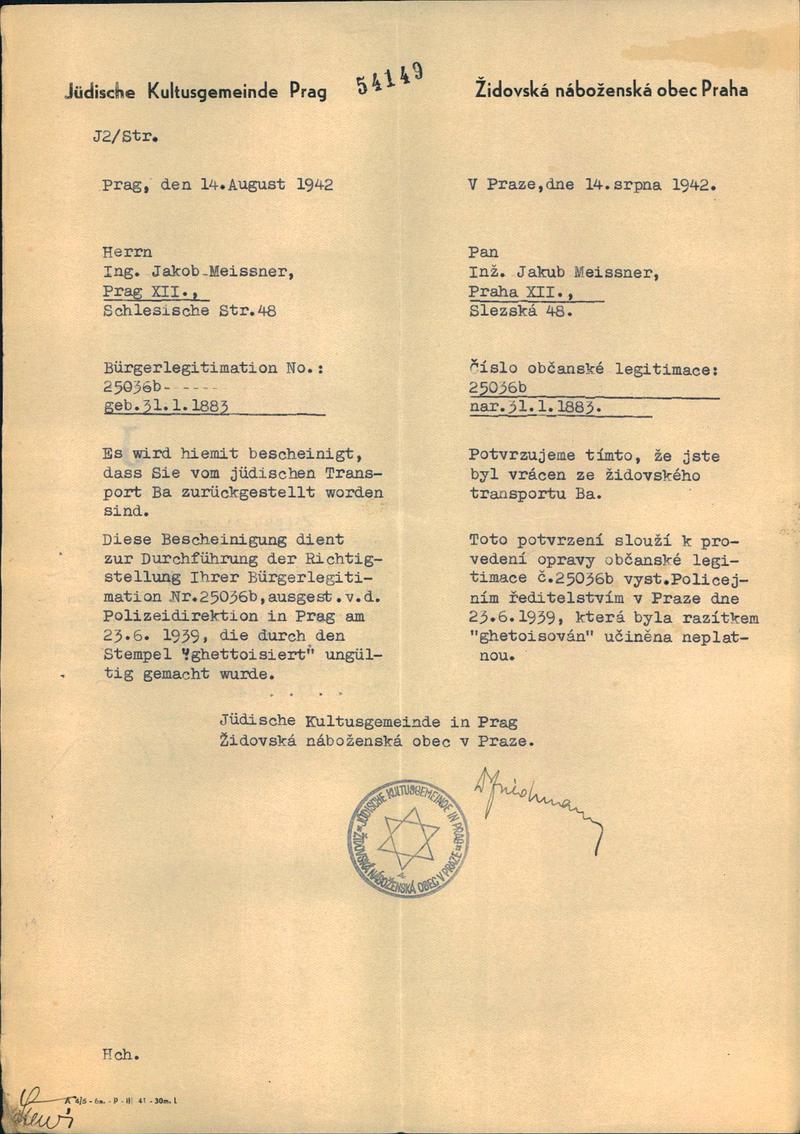 Jüdische Kultusgemeinde Prag
54149
J2/Str.
Prag, den 14.August 1942
Herrn
Ing. Jakob Meissner,
Prag XII.,
Schlesische Str.48
Bürgerlegitimation No.:
25036b- - - - - -
geb.31.1.1883
Es wird hiemit bescheinigt,
dass Sie vom jüdischen Trans-
port Ba zurückgestellt worden
sind.
Diese Bescheinigung dient
zur Durchführung der Richtig-
stellung Ihrer Bürgerlegiti-
mation Nr.25036b,ausgest.v.d.
Polizeidirektion in Prag am
23.6. 1939, die durch den
Stempel "ghettoisiert" ungül-
tig gemacht wurde.
Židovská náboženská obec Praha
V Praze,dne 14.srpna 1942.
Pan
Inž. Jakub Meissner,
Praha XII.,
Slezská 48.
Číslo občanské legitimace:
25036b
nar.31.1.1883.
Potvrzujeme tímto, že jste
byl vrácen ze židovského
transportu Ba.
Toto potvrzení slouží k pro-
vedení opravy občanské legi-
timace č.25036b vyst.Policej-
ním ředitelstvím v Praze dne
23.6.1939, která byla razítkem
"ghetoisován" učiněna neplat-
nou.
Jüdische Kultusgemeinde in Prag
Židovská náboženská obec v Praze.
JÜDISCHE KULTUSGEMEINDE IN PRAG
ŽIDOVSKÁ NÁBOŽENSKÁ OBEC V PRAZE
Friedmann
Hch.
A 4/5 - 6a. - P - II 41 - 30m. L